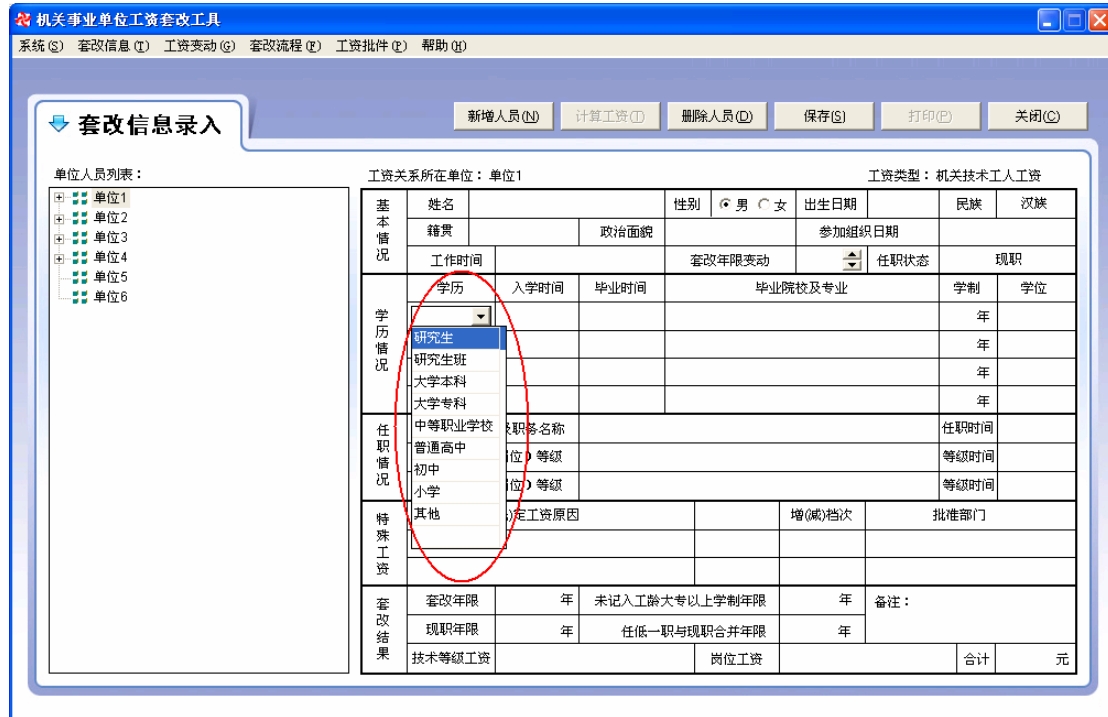 机关事业单位工资套改工具
系统(S) 套改信息(T) 工资变动(G) 套改流程(F) 工资批件(P) 帮助(H)
套改信息录入
新增人员(N) 计算工资(T) 删除人员(D) 保存(S) 打印(P) 关闭(C)
单位人员列表：
单位1
单位2
单位3
单位4
单位5
单位6
工资关系所在单位：单位1 工资类型：机关技术工人工资
基本情况
姓名 性别 男 女 出生日期 民族 汉族
籍贯 政治面貌 参加组织日期
工作时间 套改年限变动 任职状态 现职
学历情况
学历 入学时间 毕业时间 毕业院校及专业 学制 学位
年
年
年
年
研究生
研究生班
大学本科
大学专科
中等职业学校
普通高中
初中
小学
其他
任职情况
职务名称 任职时间
位) 等级 等级时间
位) 等级 等级时间
特殊工资
)定工资原因 增(减)档次 批准部门
套改结果
套改年限 年 未记入工龄大专以上学制年限 年 备注：
现职年限 年 任低一职与现职合并年限 年
技术等级工资 岗位工资 合计 元